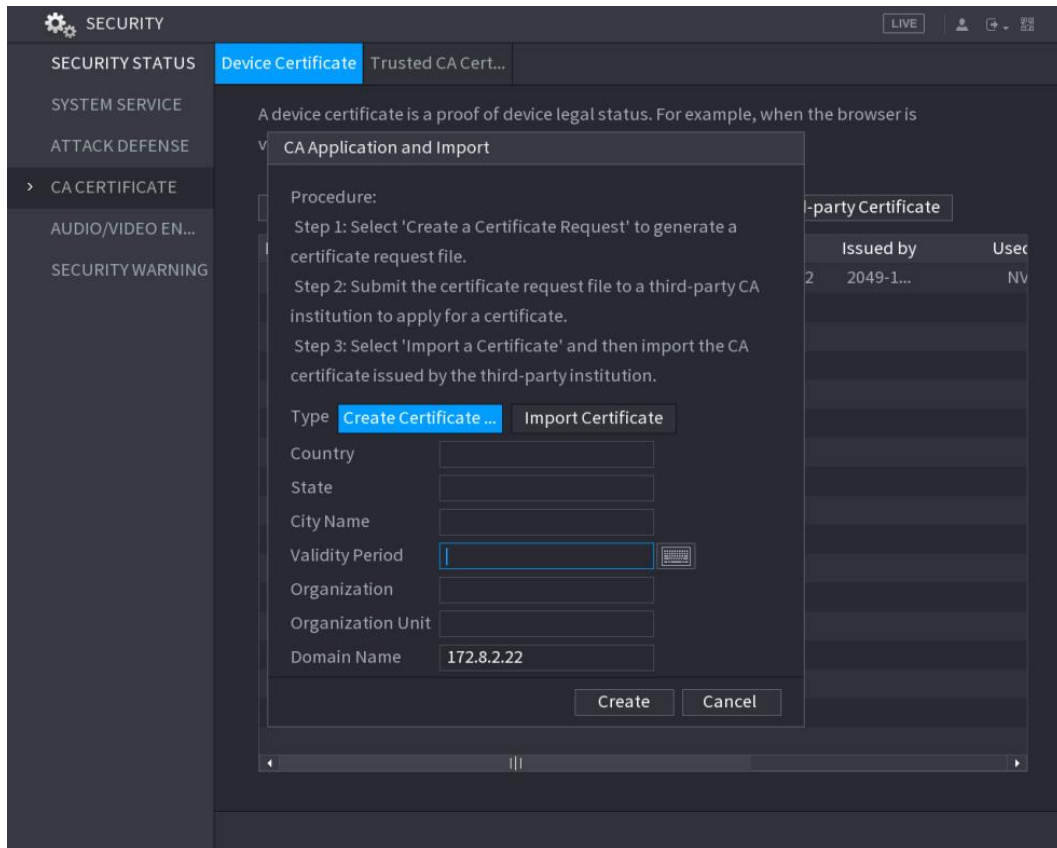 SECURITY
LIVE
SECURITY STATUS
SYSTEM SERVICE
ATTACK DEFENSE
CA CERTIFICATE
AUDIO/VIDEO EN...
SECURITY WARNING
Device Certificate
Trusted CA Cert...
A device certificate is a proof of device legal status. For example, when the browser is
CA Application and Import
Procedure:
Step 1: Select 'Create a Certificate Request' to generate a
certificate request file.
Step 2: Submit the certificate request file to a third-party CA
institution to apply for a certificate.
Step 3: Select 'Import a Certificate' and then import the CA
certificate issued by the third-party institution.
Type Create Certificate ... Import Certificate
Country
State
City Name
Validity Period
Organization
Organization Unit
Domain Name 172.8.2.22
Create Cancel
-party Certificate
Issued by
2 2049-1... NV